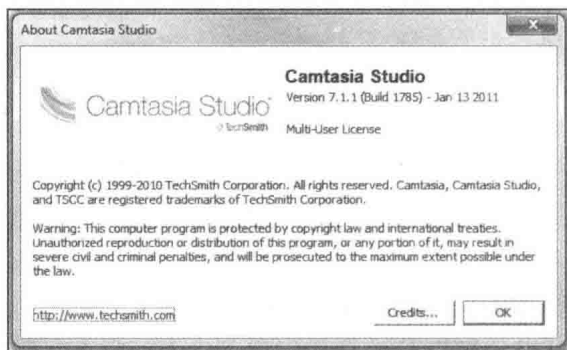 About Camtasia Studio
Camtasia Studio
Camtasia Studio
TechSmith
Version 7.1.1 (Build 1785) - Jan 13 2011
Multi-User License
Copyright (c) 1999-2010 TechSmith Corporation. All rights reserved. Camtasia, Camtasia Studio,
and TSCC are registered trademarks of TechSmith Corporation.
Warning: This computer program is protected by copyright law and international treaties.
Unauthorized reproduction or distribution of this program, or any portion of it, may result in
severe civil and criminal penalties, and will be prosecuted to the maximum extent possible under
the law.
http://www.techsmith.com
Credits...
OK